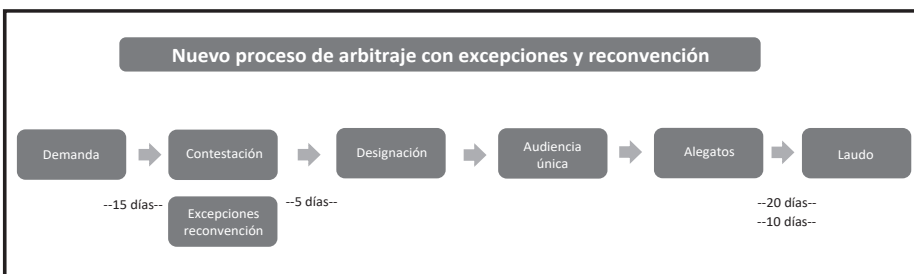 Nuevo proceso de arbitraje con excepciones y reconvención
Demanda
Contestación
Designación
Audiencia
única
Alegatos
Laudo
--15 días--
Excepciones
reconvención
--5 días--
--20 días--
--10 días--